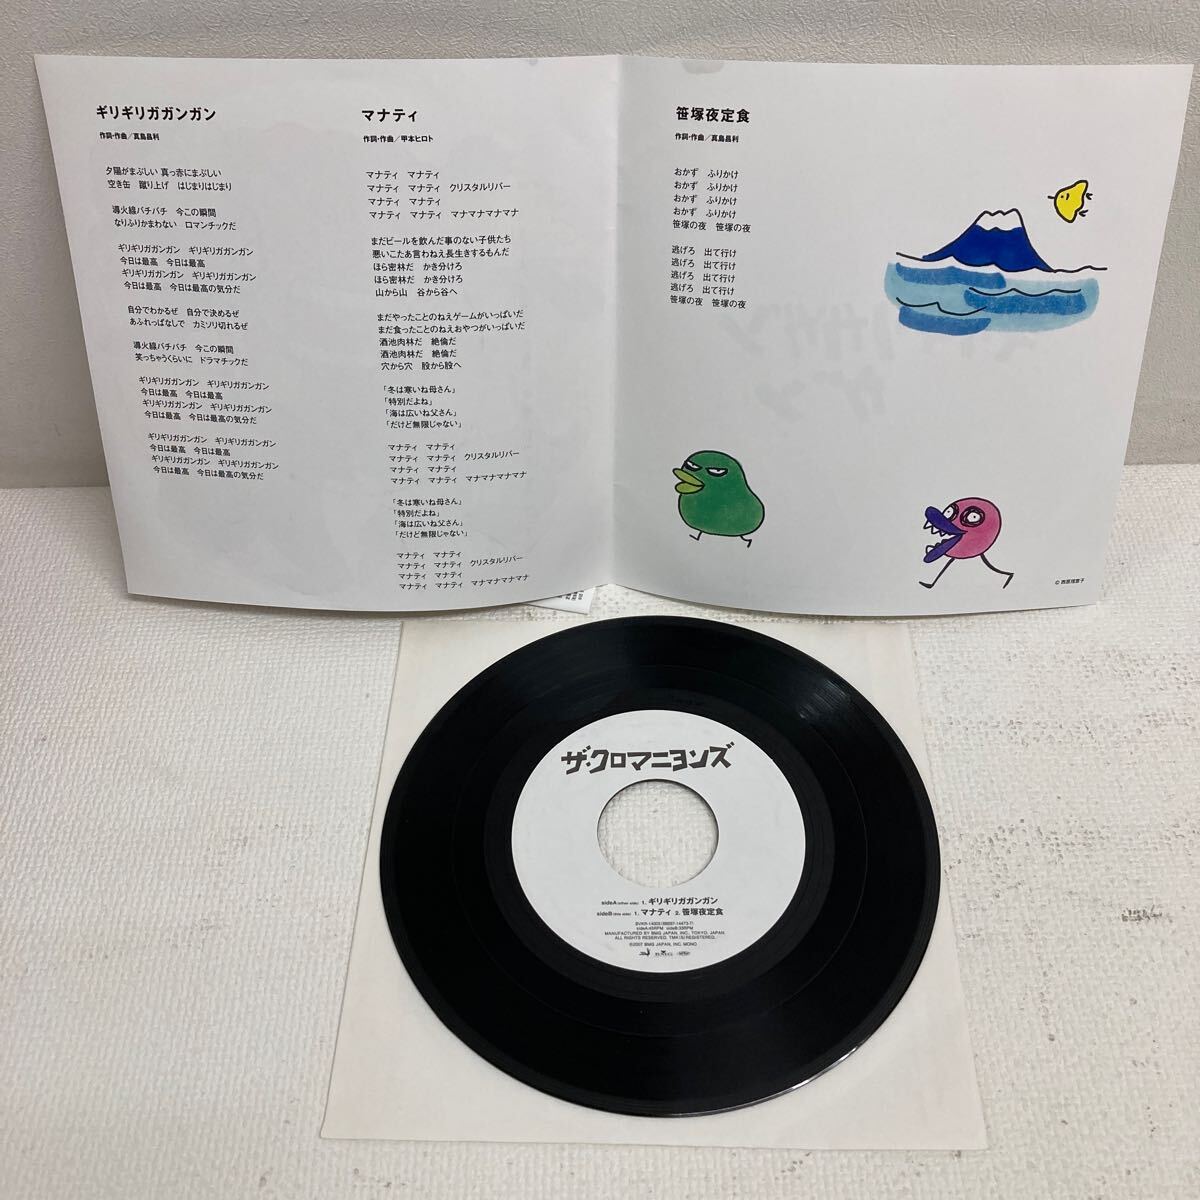 ギリギリガガンガン
作詞・作曲／真島昌利
夕陽がまぶしい 真っ赤にまぶしい
空き缶 蹴り上げ はじまりはじまり
導火線バチバチ 今この瞬間
なりふりかまわない ロマンチックだ
ギリギリガガンガン ギリギリガガンガン
今日は最高 今日は最高
ギリギリガガンガン ギリギリガガンガン
今日は最高 今日は最高の気分だ
自分でわかるぜ 自分で決めるぜ
あふれっぱなしで カミソリ切れるぜ
導火線バチバチ 今この瞬間
笑っちゃうくらいに ドラマチックだ
ギリギリガガンガン ギリギリガガンガン
今日は最高 今日は最高
ギリギリガガンガン ギリギリガガンガン
今日は最高 今日は最高の気分だ
ギリギリガガンガン ギリギリガガンガン
今日は最高 今日は最高
ギリギリガガンガン ギリギリガガンガン
今日は最高 今日は最高の気分だ
マナティ
作詞・作曲／甲本ヒロト
マナティ マナティ
マナティ マナティ クリスタルリバー
マナティ マナティ
マナティ マナティ マナマナマナマナ
まだビールを飲んだ事のない子供たち
悪いこたあ言わねえ長生きするもんだ
ほら密林だ かき分けろ
ほら密林だ かき分けろ
山から山 谷から谷へ
まだやったことのねえゲームがいっぱいだ
まだ食ったことのねえおやつがいっぱいだ
酒池肉林だ 絶倫だ
酒池肉林だ 絶倫だ
穴から穴 股から股へ
「冬は寒いね母さん」
「特別だよね」
「海は広いね父さん」
「だけど無限じゃない」
マナティ マナティ
マナティ マナティ クリスタルリバー
マナティ マナティ
マナティ マナティ マナマナマナマナ
「冬は寒いね母さん」
「特別だよね」
「海は広いね父さん」
「だけど無限じゃない」
マナティ マナティ
マナティ マナティ クリスタルリバー
マナティ マナティ
マナティ マナティ マナマナマナマナ
笹塚夜定食
作詞・作曲／真島昌利
おかず ふりかけ
おかず ふりかけ
おかず ふりかけ
おかず ふりかけ
笹塚の夜 笹塚の夜
逃げろ 出て行け
逃げろ 出て行け
逃げろ 出て行け
逃げろ 出て行け
笹塚の夜 笹塚の夜
© 西原理恵子
ザ・クロマニヨンズ
sideA (other side) 1. ギリギリガガンガン
sideB (this side) 1. マナティ 2. 笹塚夜定食
BVKR-14003 (88697-14473-7)
sideA:45RPM sideB:33RPM
MANUFACTURED BY BMG JAPAN, INC., TOKYO, JAPAN.
ALL RIGHTS RESERVED. TMK(S) REGISTERED.
©2007 BMG JAPAN, INC. MONO
BMG